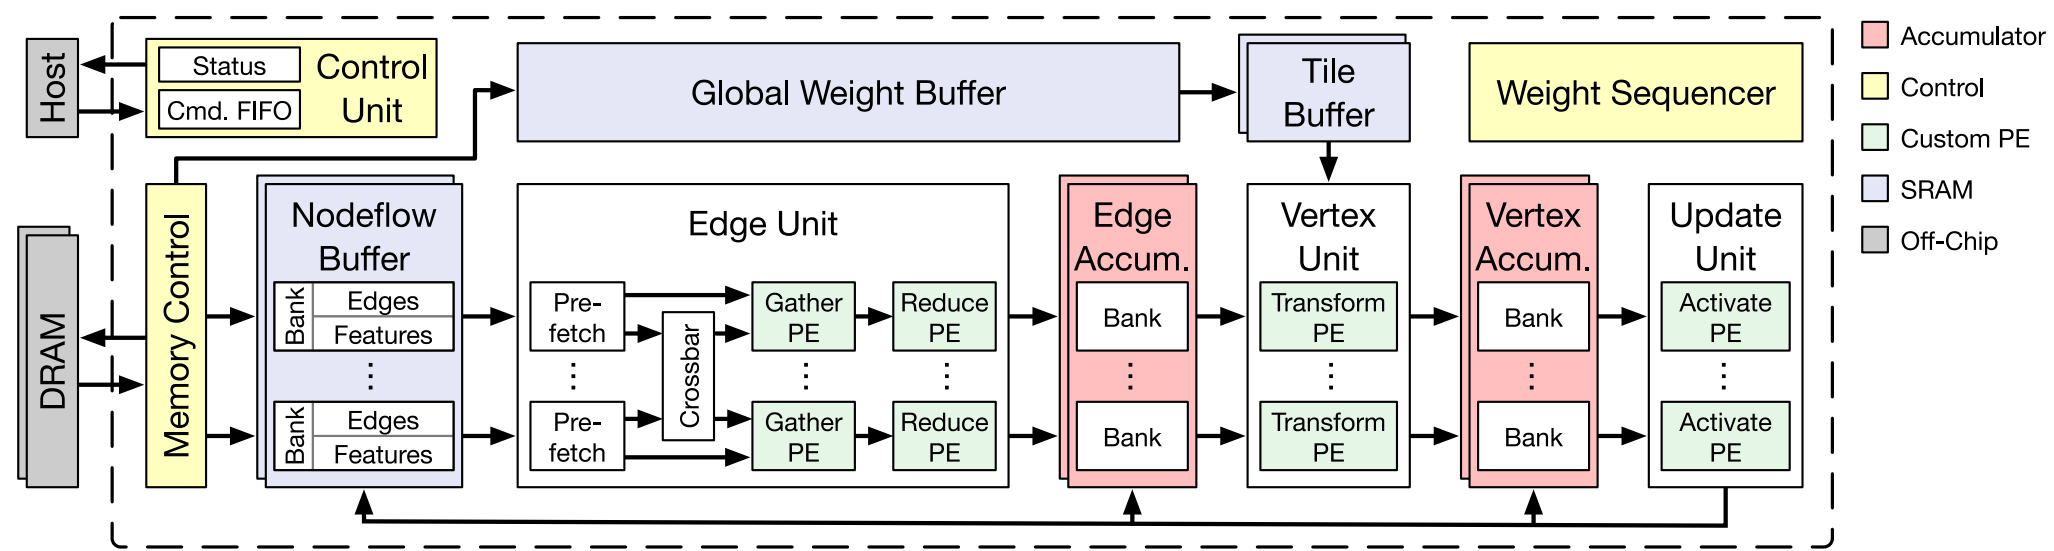 Host
Status
Cmd. FIFO
Control
Unit
Global Weight Buffer
Tile
Buffer
Weight Sequencer
Accumulator
Control
Custom PE
SRAM
Off-Chip
DRAM
Memory Control
Nodeflow
Buffer
Bank
Edges
Features
Bank
Edges
Features
Edge Unit
Pre-
fetch
Pre-
fetch
Crossbar
Gather
PE
Gather
PE
Reduce
PE
Reduce
PE
Edge
Accum.
Bank
Bank
Vertex
Unit
Transform
PE
Transform
PE
Vertex
Accum.
Bank
Bank
Update
Unit
Activate
PE
Activate
PE